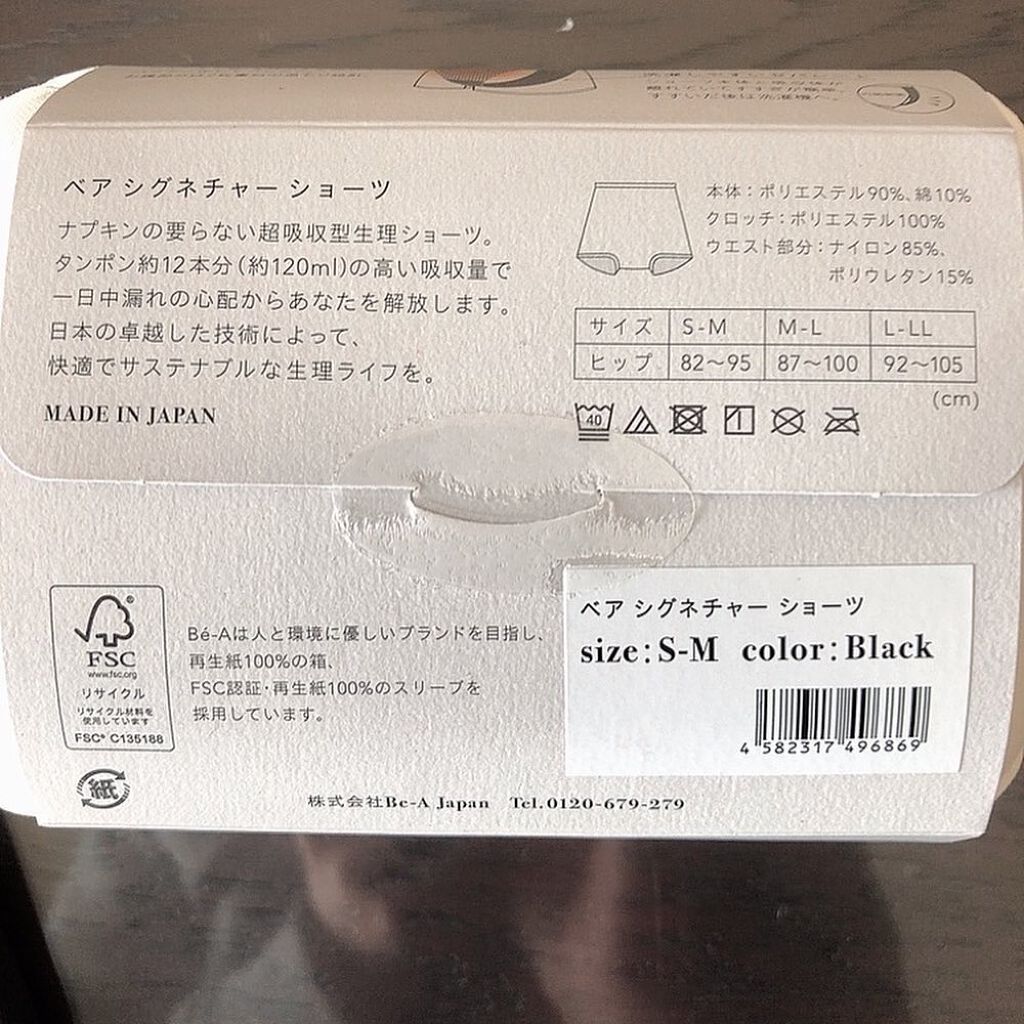 ベア シグネチャー ショーツ
ナプキンの要らない超吸収型生理ショーツ。
タンポン約12本分(約120ml)の高い吸収量で
一日中漏れの心配からあなたを解放します。
日本の卓越した技術によって、
快適でサステナブルな生理ライフを。
MADE IN JAPAN
本体：ポリエステル90%、綿10%
クロッチ：ポリエステル100%
ウエスト部分：ナイロン85%、
ポリウレタン15%
サイズ S-M M-L L-LL
ヒップ 82〜95 87〜100 92〜105
(cm)
40
FSC
www.fsc.org
リサイクル
リサイクル材料を
使用しています
FSC® C135188
Bé-Aは人と環境に優しいブランドを目指し、
再生紙100%の箱、
FSC認証・再生紙100%のスリーブを
採用しています。
ベア シグネチャー ショーツ
size:S-M color:Black
4 582317 496869
紙
株式会社Be-A Japan Tel.0120-679-279